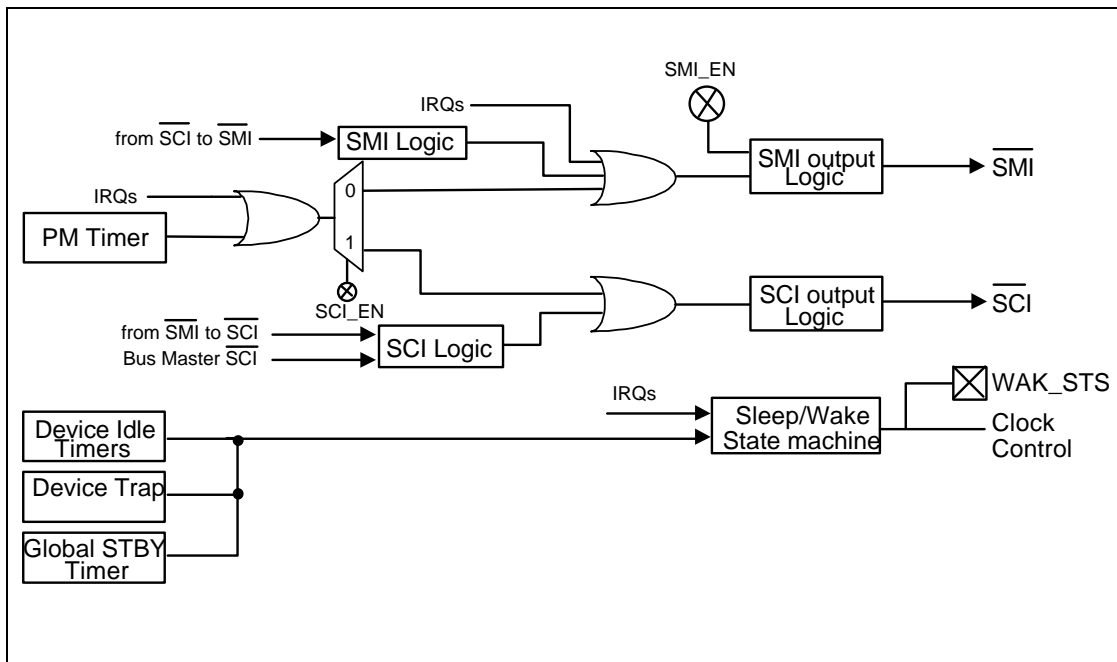 SMI_EN
IRQs
from SCI to SMI
SMI Logic
SMI output
Logic
SMI
IRQs
0
PM Timer
1
SCI_EN
SCI output
Logic
SCI
from SMI to SCI
Bus Master SCI
SCI Logic
WAK_STS
IRQs
Sleep/Wake
State machine
Clock
Control
Device Idle
Timers
Device Trap
Global STBY
Timer